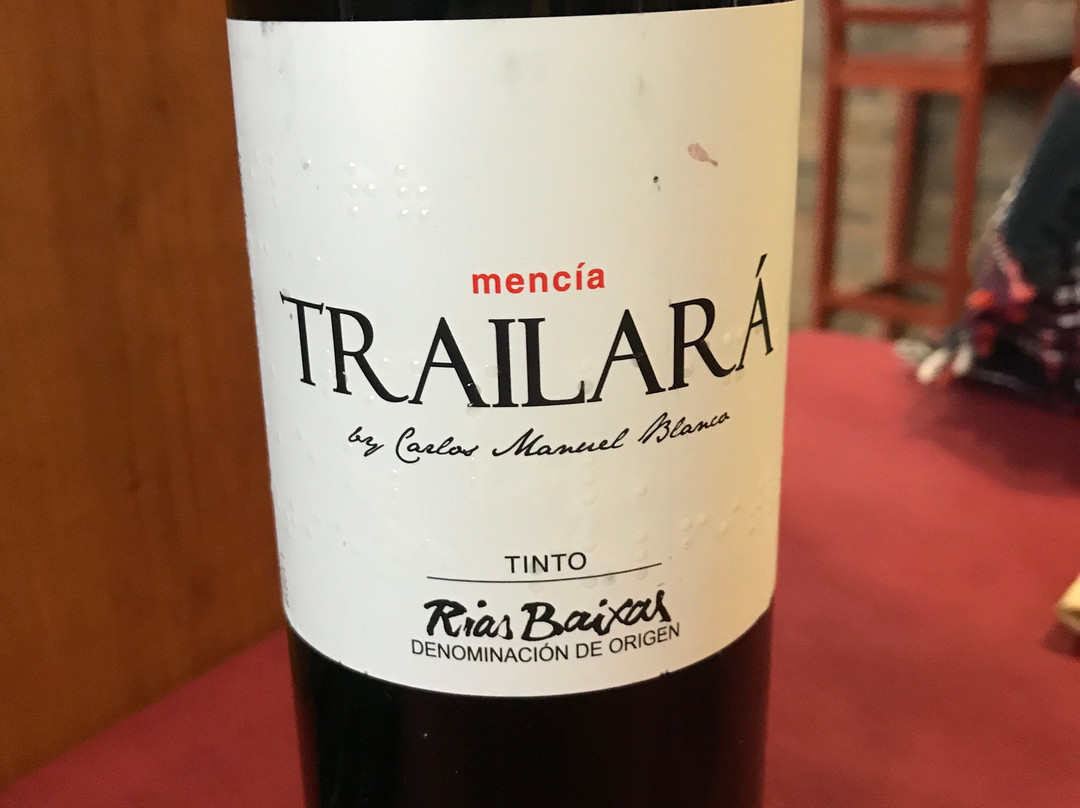 mencía
TRAILARÁ
by Carlos Manuel Blanco
TINTO
Rias Baixas
DENOMINACIÓN DE ORIGEN